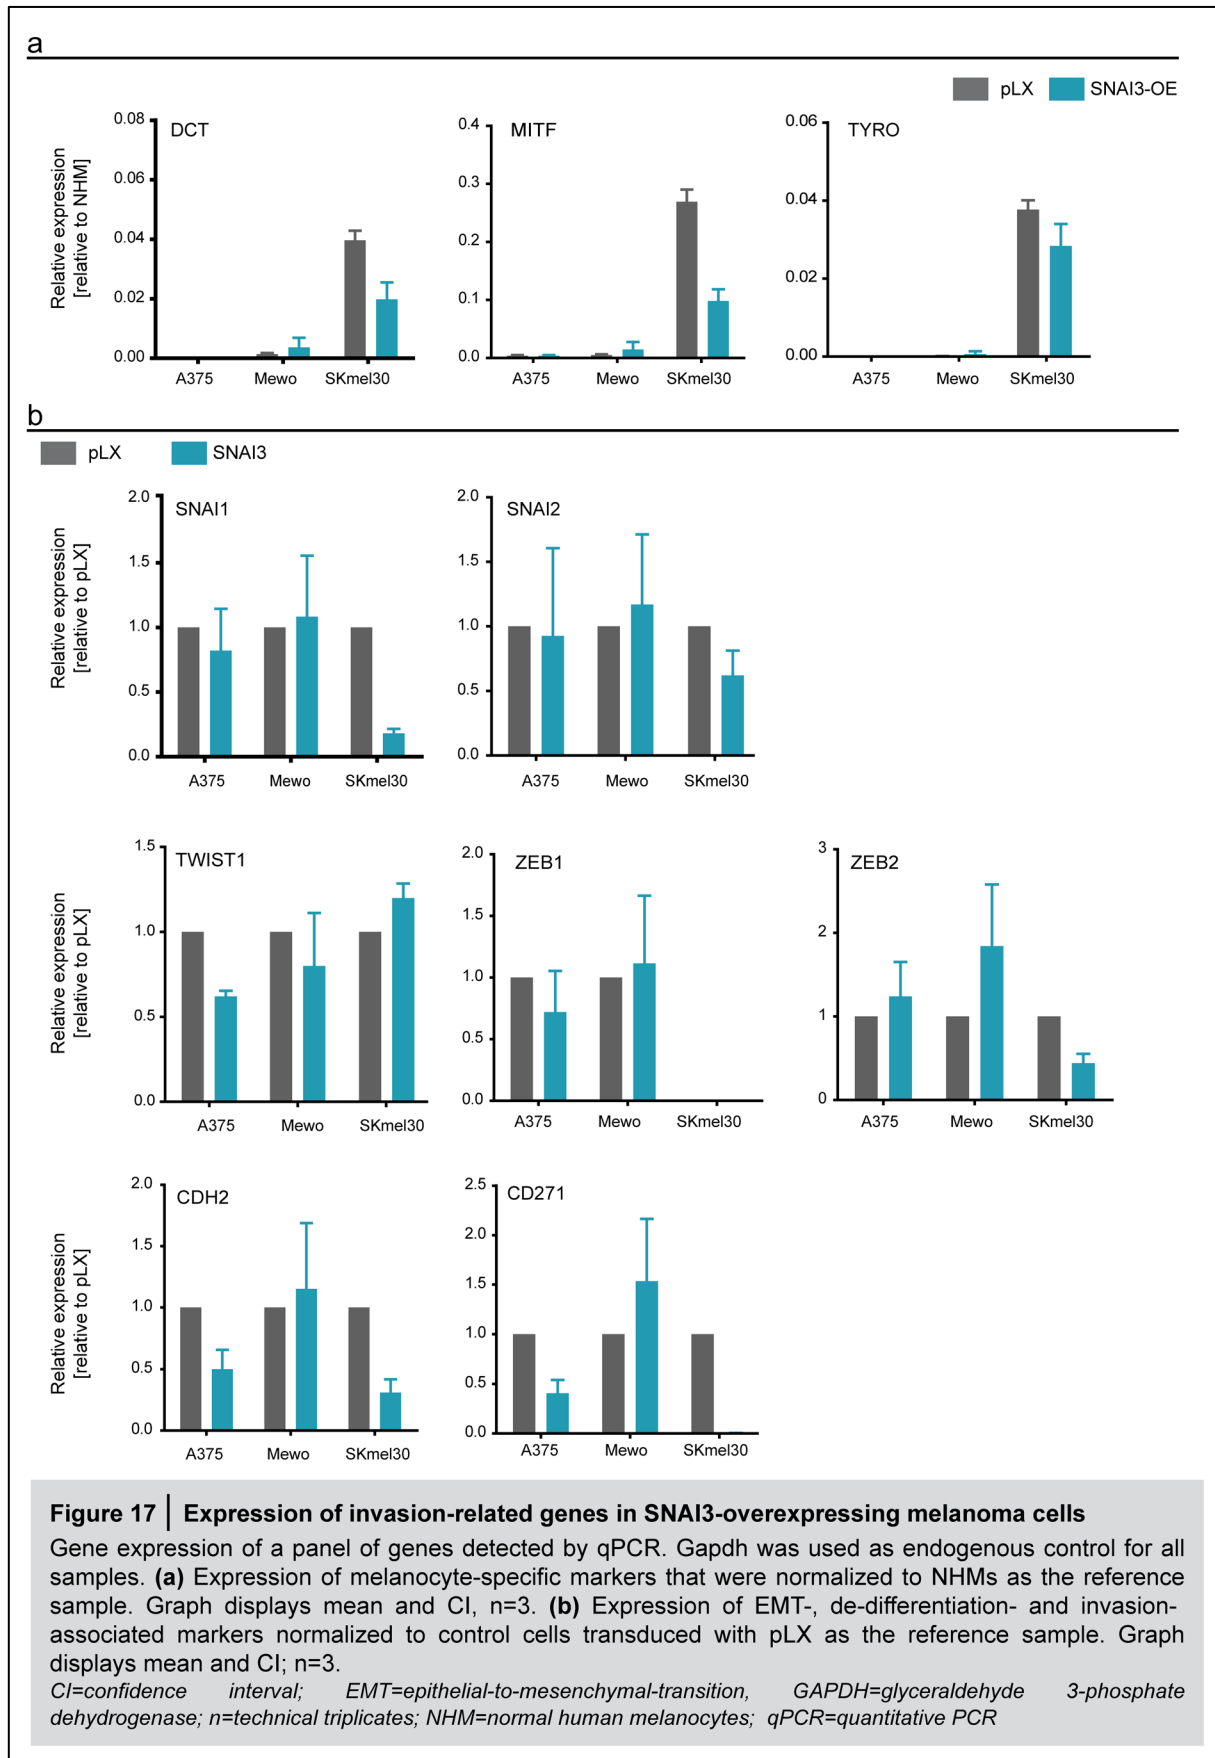 a
pLX SNAI3-OE
DCT
Relative expression
[relative to NHM]
0.08
0.06
0.04
0.02
0.00
A375 Mewo SKmel30
MITF
0.4
0.3
0.2
0.1
0.0
A375 Mewo SKmel30
TYRO
0.06
0.04
0.02
0.00
A375 Mewo SKmel30
b
pLX SNAI3
SNAI1
Relative expression
[relative to pLX]
2.0
1.5
1.0
0.5
0.0
A375 Mewo SKmel30
SNAI2
2.0
1.5
1.0
0.5
0.0
A375 Mewo SKmel30
TWIST1
Relative expression
[relative to pLX]
1.5
1.0
0.5
0.0
A375 Mewo SKmel30
ZEB1
2.0
1.5
1.0
0.5
0.0
A375 Mewo SKmel30
ZEB2
3
2
1
0
A375 Mewo SKmel30
CDH2
Relative expression
[relative to pLX]
2.0
1.5
1.0
0.5
0.0
A375 Mewo SKmel30
CD271
2.5
2.0
1.5
1.0
0.5
0.0
A375 Mewo SKmel30
Figure 17 | Expression of invasion-related genes in SNAI3-overexpressing melanoma cells
Gene expression of a panel of genes detected by qPCR. Gapdh was used as endogenous control for all
samples. (a) Expression of melanocyte-specific markers that were normalized to NHMs as the reference
sample. Graph displays mean and CI, n=3. (b) Expression of EMT-, de-differentiation- and invasion-
associated markers normalized to control cells transduced with pLX as the reference sample. Graph
displays mean and CI; n=3.
CI=confidence interval; EMT=epithelial-to-mesenchymal-transition, GAPDH=glyceraldehyde 3-phosphate
dehydrogenase; n=technical triplicates; NHM=normal human melanocytes; qPCR=quantitative PCR